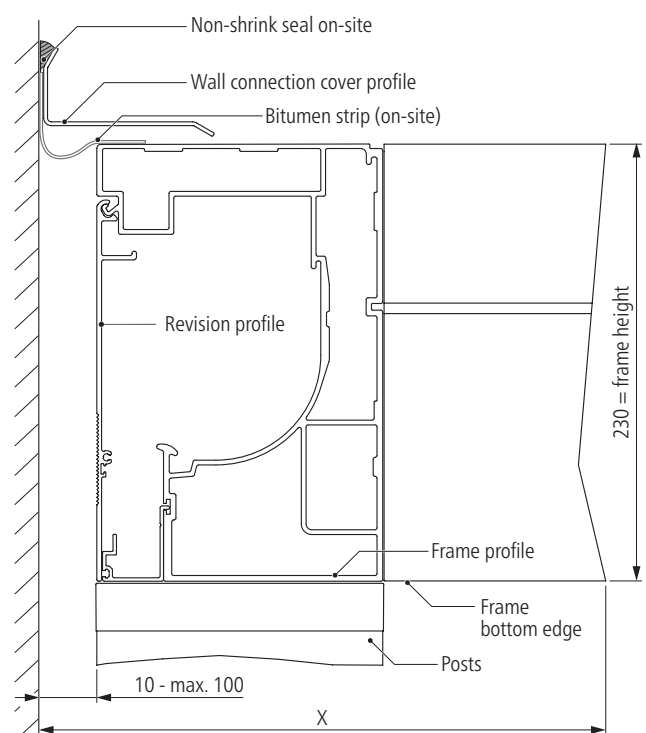 Non-shrink seal on-site
Wall connection cover profile
Bitumen strip (on-site)
Revision profile
230 = frame height
Frame profile
Frame
bottom edge
Posts
10 - max. 100
X